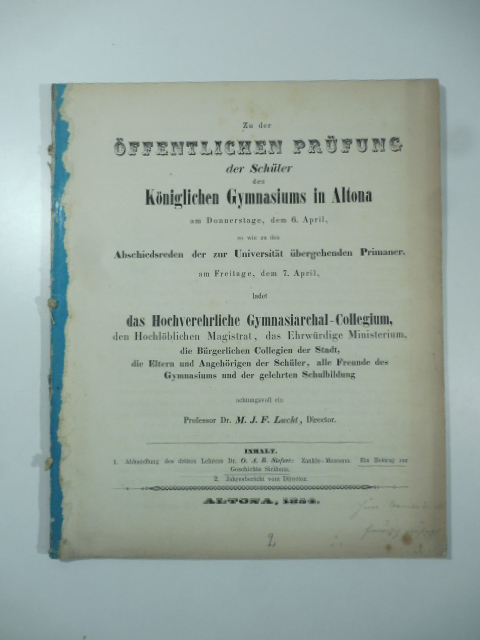 Zu der
ÖFFENTLICHEN PRÜFUNG
der Schüler
des
Königlichen Gymnasiums in Altona
am Donnerstage, dem 6. April,
so wie zu den
Abschiedsreden der zur Universität übergehenden Primaner,
am Freitage, dem 7. April,
ladet
das Hochverehrliche Gymnasiarchal-Collegium,
den Hochlöblichen Magistrat, das Ehrwürdige Ministerium,
die Bürgerlichen Collegien der Stadt,
die Eltern und Angehörigen der Schüler, alle Freunde des
Gymnasiums und der gelehrten Schulbildung
achtungsvoll ein
Professor Dr. M. J. F. Lucht, Director.
INHALT.
1. Abhandlung des dritten Lehrers Dr. G. A. B. Siefert: Zankle-Messana. Ein Beitrag zur
Geschichte Siciliens,
2. Jahresbericht vom Director.
ALTONA, 1854.
2